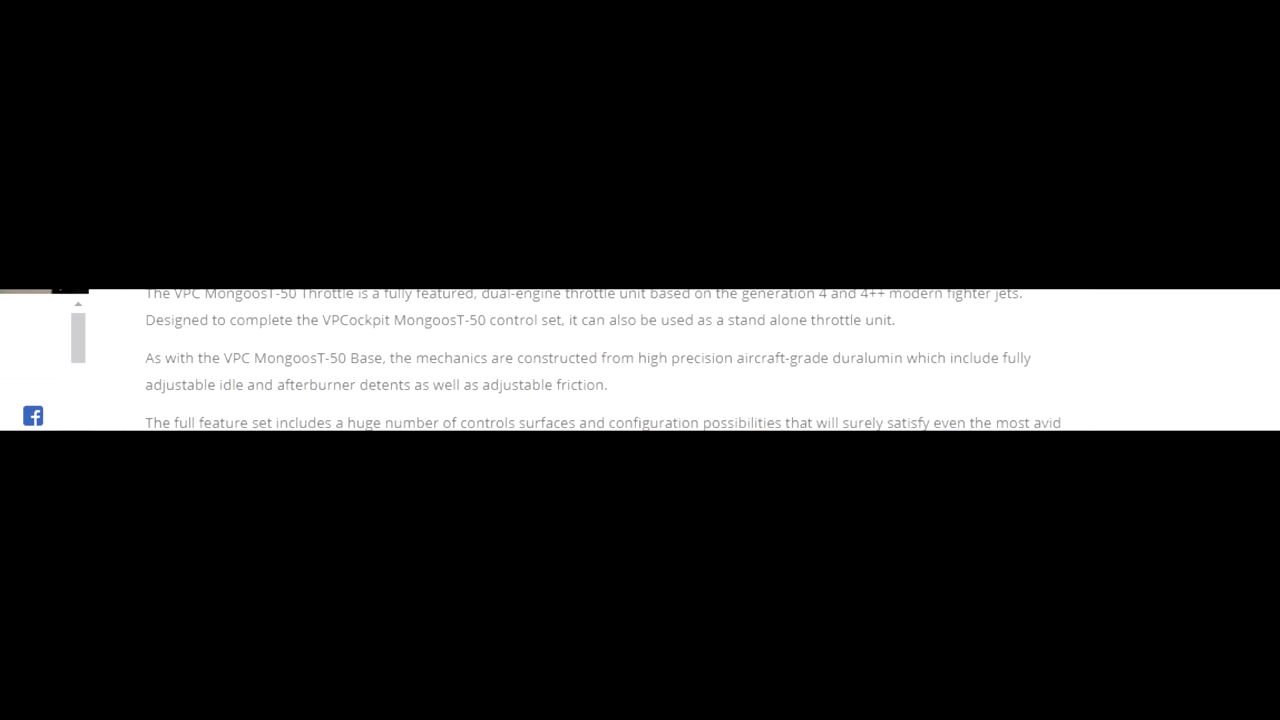 The VPC MongoosT-50 Throttle is a fully featured, dual-engine throttle unit based on the generation 4 and 4++ modern fighter jets.
Designed to complete the VPCockpit MongoosT-50 control set, it can also be used as a stand alone throttle unit.
As with the VPC MongoosT-50 Base, the mechanics are constructed from high precision aircraft-grade duralumin which include fully
adjustable idle and afterburner detents as well as adjustable friction.
The full feature set includes a huge number of controls surfaces and configuration possibilities that will surely satisfy even the most avid